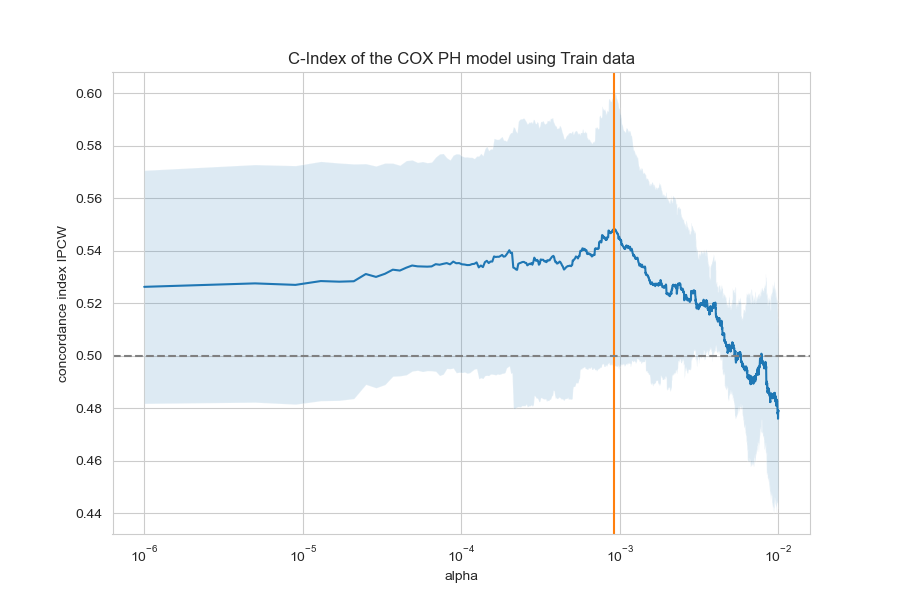 C-Index of the COX PH model using Train data
concordance index IPCW
0.60
0.58
0.56
0.54
0.52
0.50
0.48
0.46
0.44
10⁻⁶ 10⁻⁵ 10⁻⁴ 10⁻³ 10⁻²
alpha